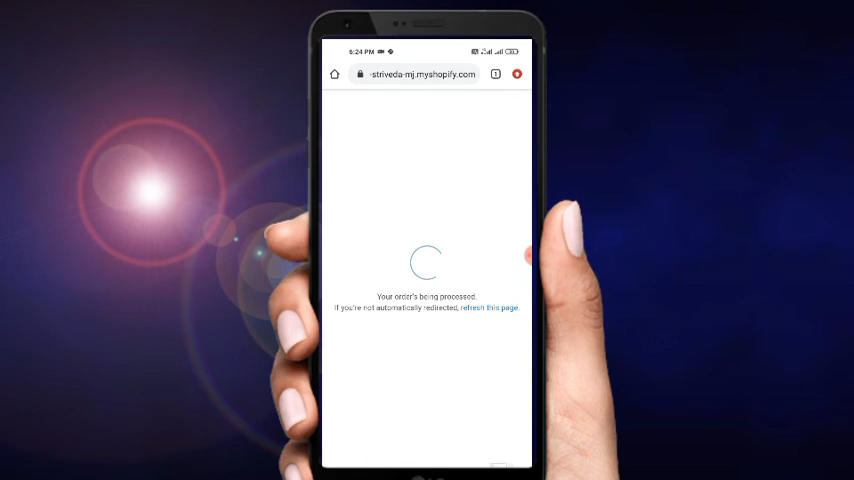 6:24 PM
-striveda-mj.myshopify.com
1
Your order's being processed.
If you're not automatically redirected, refresh this page.
LG